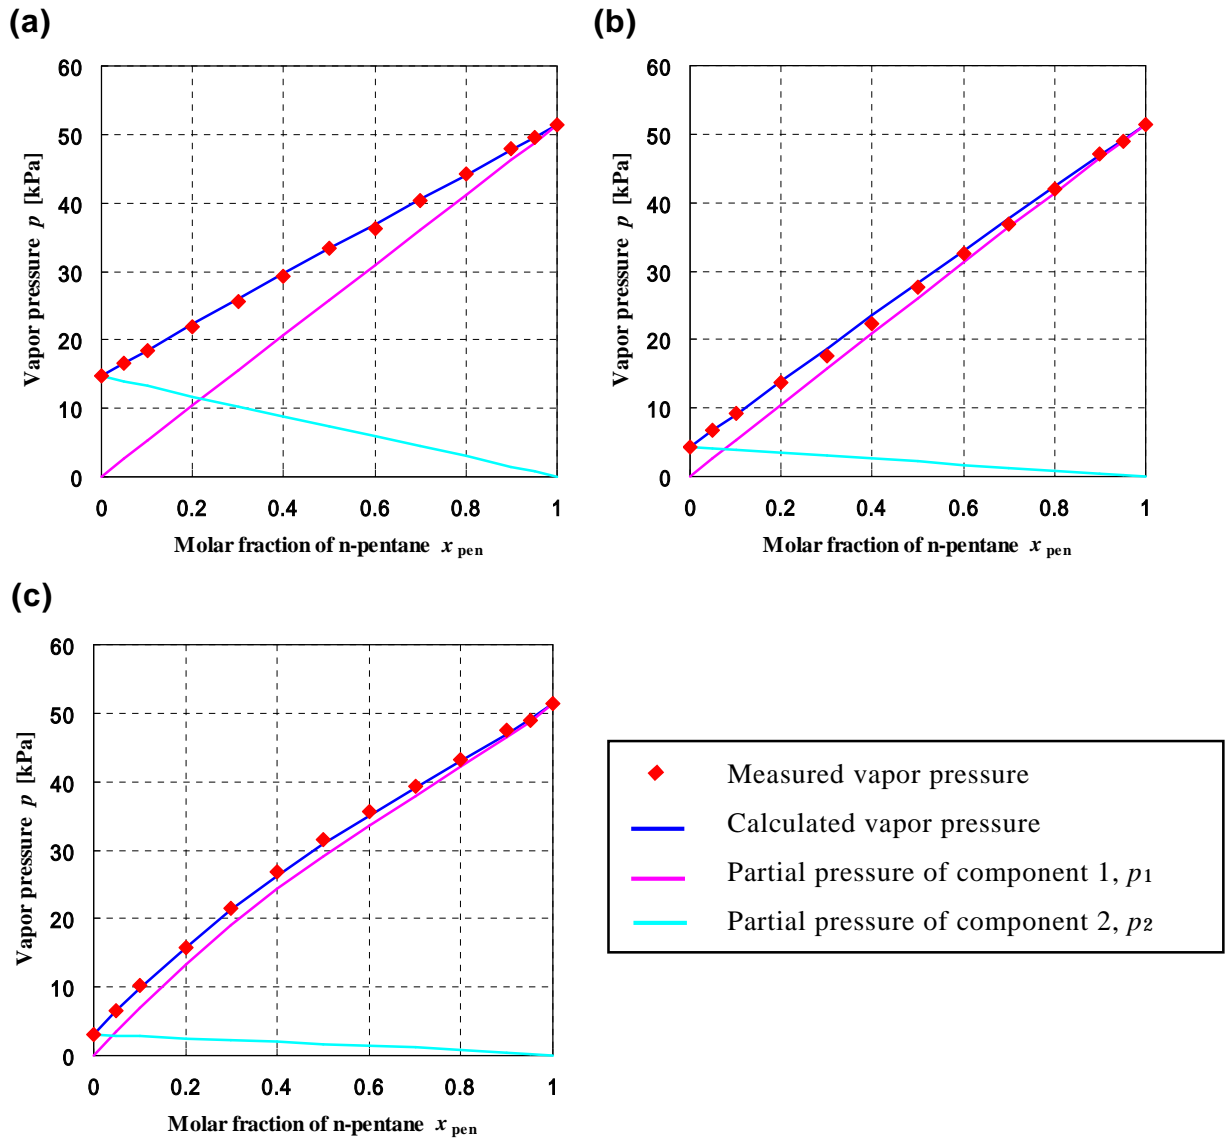 (a)
60
50
40
30
20
10
0
Vapor pressure p [kPa]
0 0.2 0.4 0.6 0.8 1
Molar fraction of n-pentane x pen
(b)
60
50
40
30
20
10
0
Vapor pressure p [kPa]
0 0.2 0.4 0.6 0.8 1
Molar fraction of n-pentane x pen
(c)
60
50
40
30
20
10
0
Vapor pressure p [kPa]
0 0.2 0.4 0.6 0.8 1
Molar fraction of n-pentane x pen
Measured vapor pressure
Calculated vapor pressure
Partial pressure of component 1, p1
Partial pressure of component 2, p2